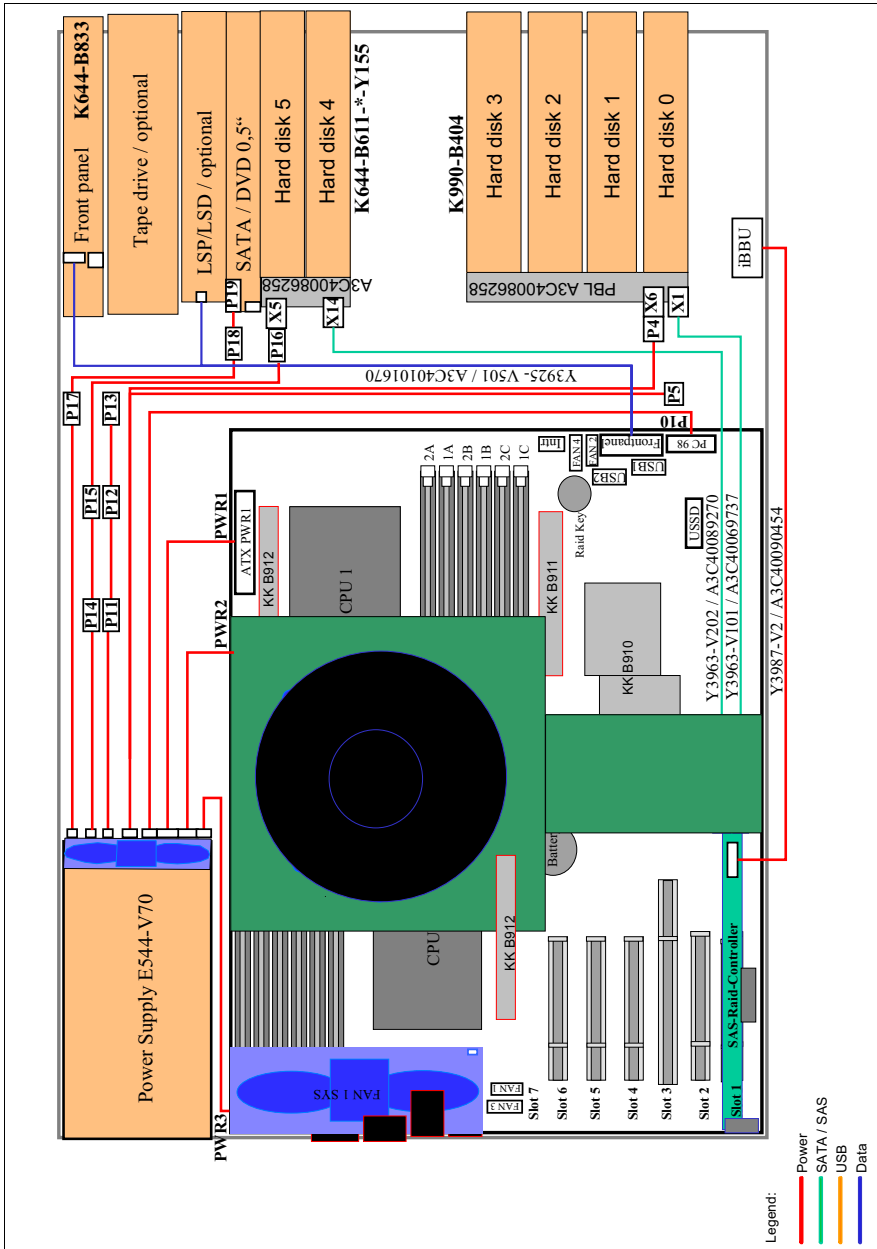 Front panel
K644-B833
Tape drive / optional
LSP/LSD / optional
SATA / DVD 0,5“
Hard disk 5
Hard disk 4
K644-B611-*-Y155
A3C40086258
K990-B404
Hard disk 3
Hard disk 2
Hard disk 1
Hard disk 0
PBL A3C40086258
iBBU
P19
P18
X5
P16
X14
P4
X6
X1
P5
P17
P13
P15
P12
P14
P11
Y3925- V501 / A3C40101670
P10
PC 98
Frontpanel
FAN 2
FAN 4
Intr
USB1
USB2
USSD
Raid Key
2A
1A
2B
1B
2C
1C
PWR1
ATX PWR1
PWR2
PWR3
KK B912
CPU 1
KK B911
KK B910
Y3963-V202 / A3C40089270
Y3963-V101 / A3C40069737
Y3987-V2 / A3C40090454
Power Supply E544-V70
Batter
CPU
KK B912
FAN 1 SYS
FAN 1
FAN 3
Slot 7
Slot 6
Slot 5
Slot 4
Slot 3
Slot 2
Slot 1
SAS-Raid-Controller
Legend:
Power
SATA / SAS
USB
Data